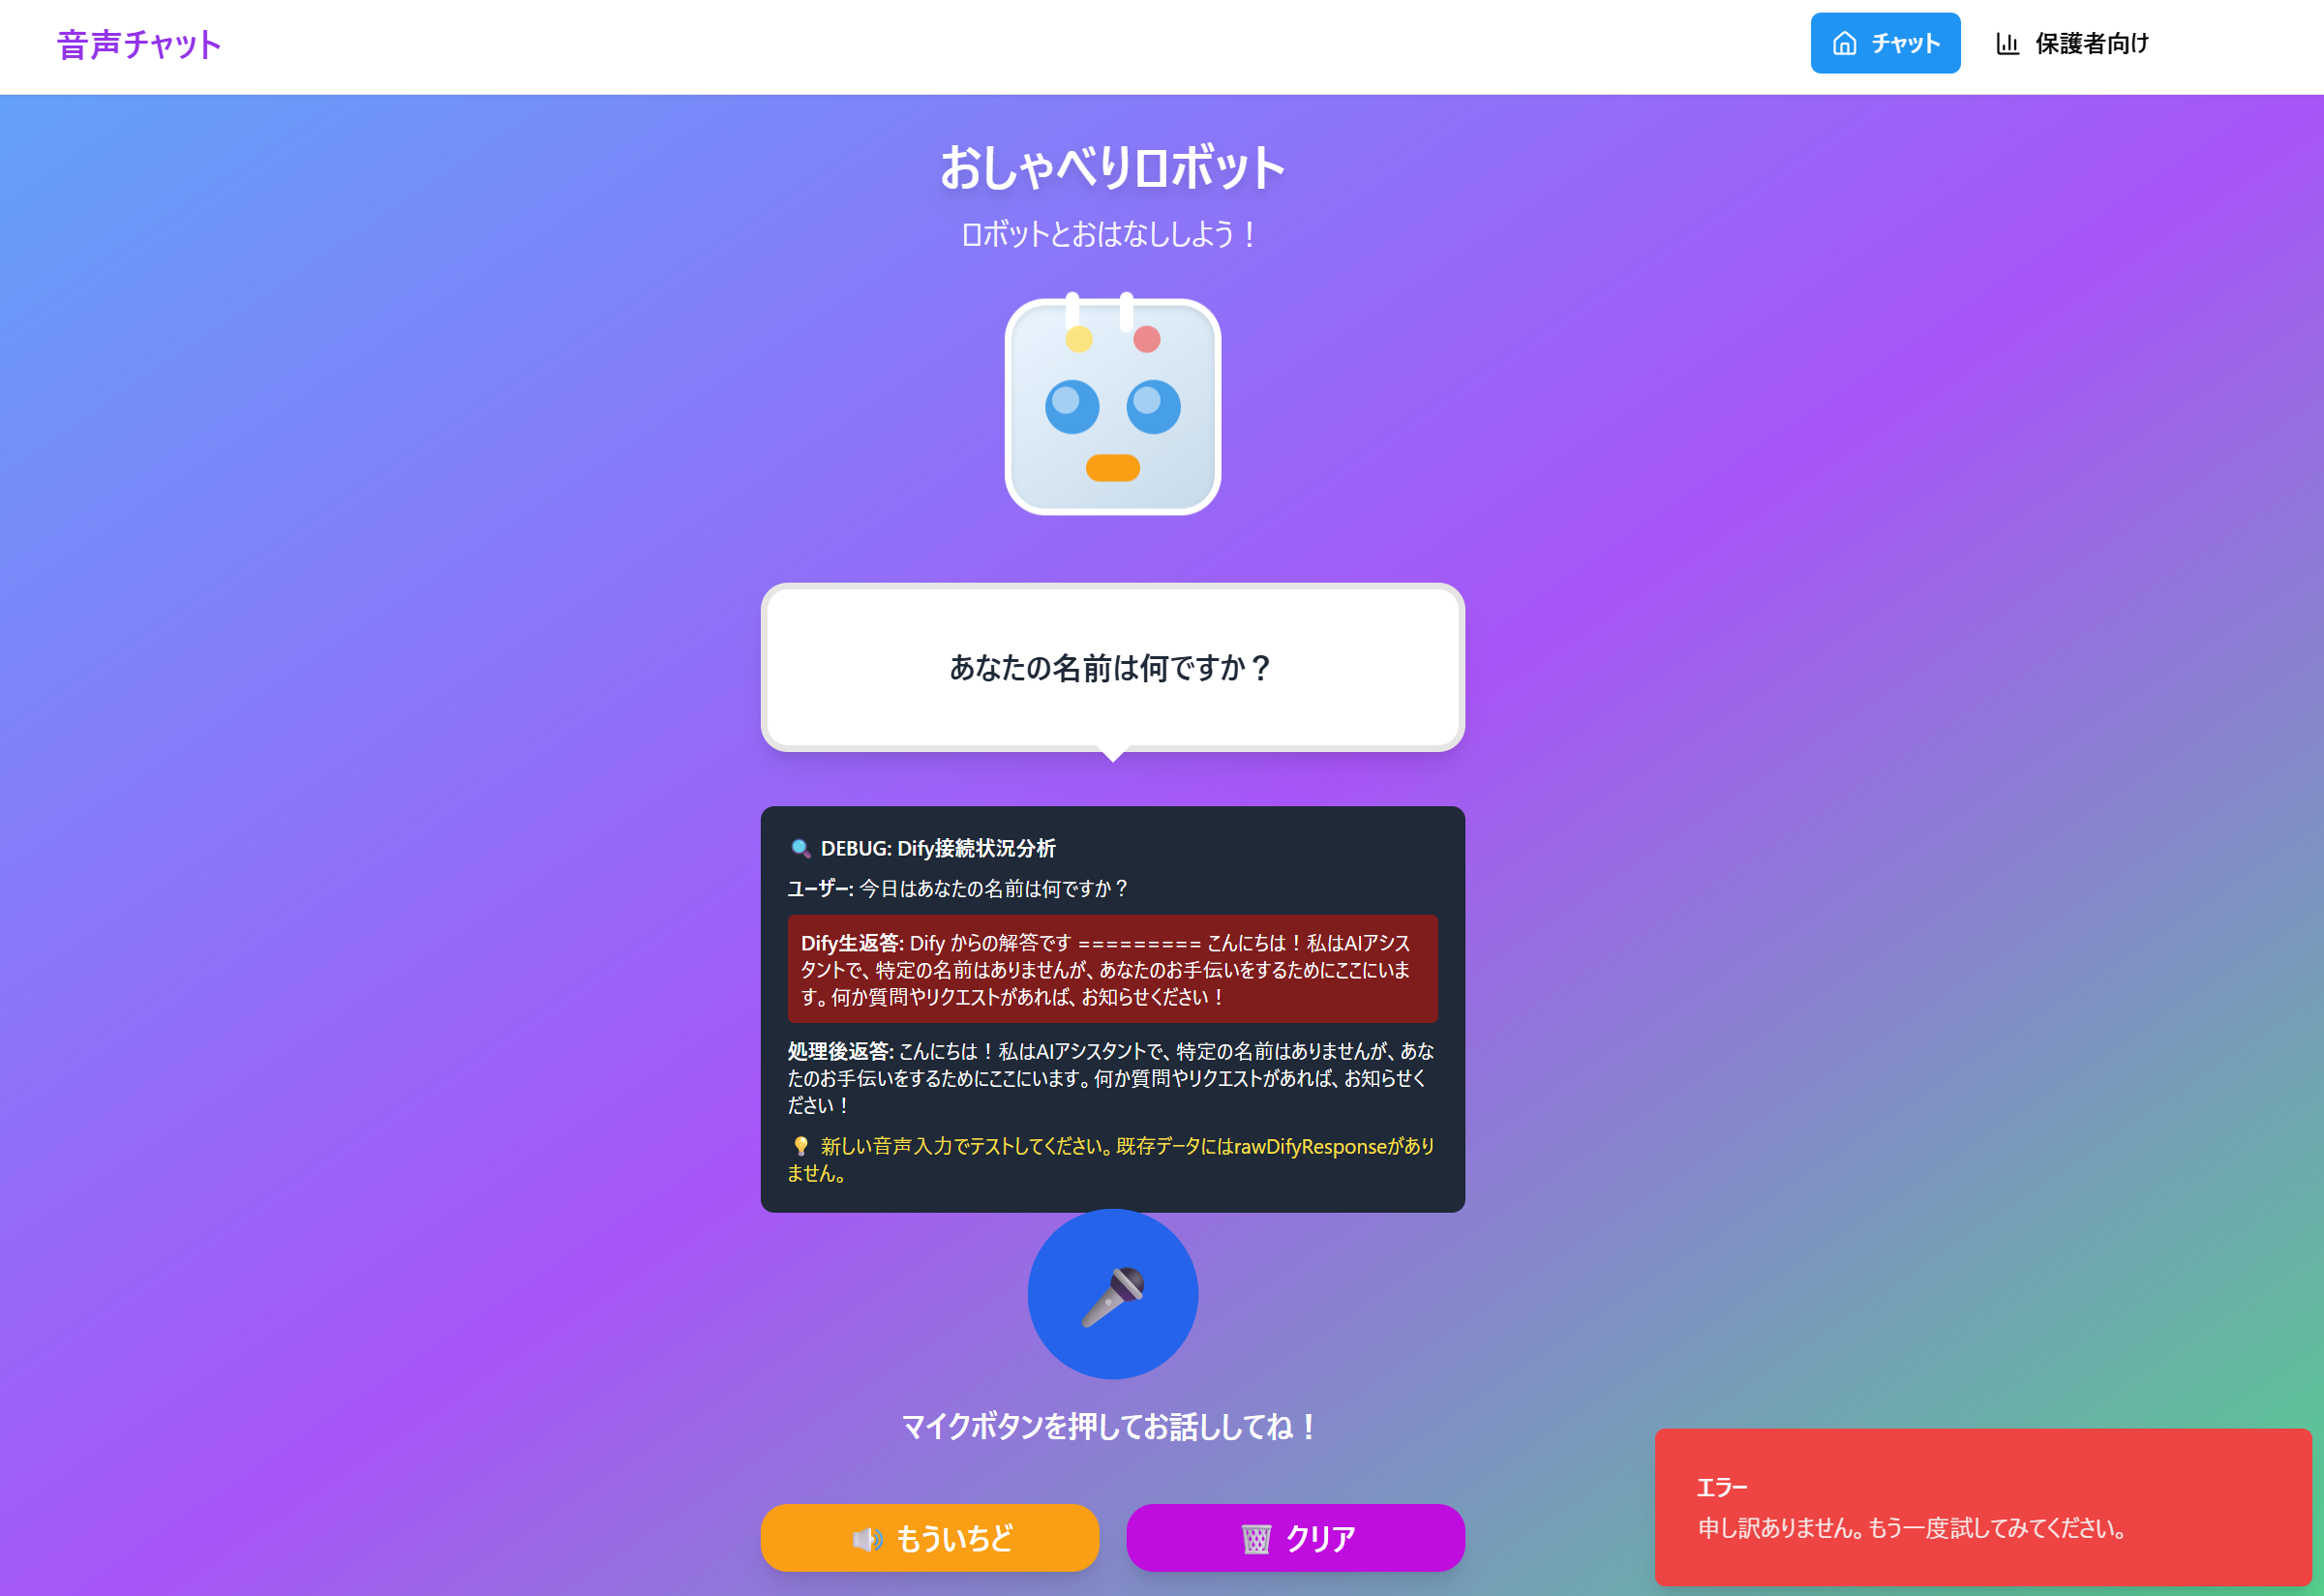 音声チャット
チャット
保護者向け
おしゃべりロボット
ロボットとおはなししよう！
あなたの名前は何ですか？
DEBUG: Dify接続状況分析
ユーザー: 今日はあなたの名前は何ですか？
Dify生返答: Dify からの解答です ========= こんにちは！私はAIアシス
タントで、特定の名前はありませんが、あなたのお手伝いをするためにここにいま
す。何か質問やリクエストがあれば、お知らせください！
処理後返答: こんにちは！私はAIアシスタントで、特定の名前はありませんが、あな
たのお手伝いをするためにここにいます。何か質問やリクエストがあれば、お知らせく
ださい！
新しい音声入力でテストしてください。既存データにはrawDifyResponseがあり
ません。
マイクボタンを押してお話ししてね！
もういちど
クリア
エラー
申し訳ありません。もう一度試してみてください。